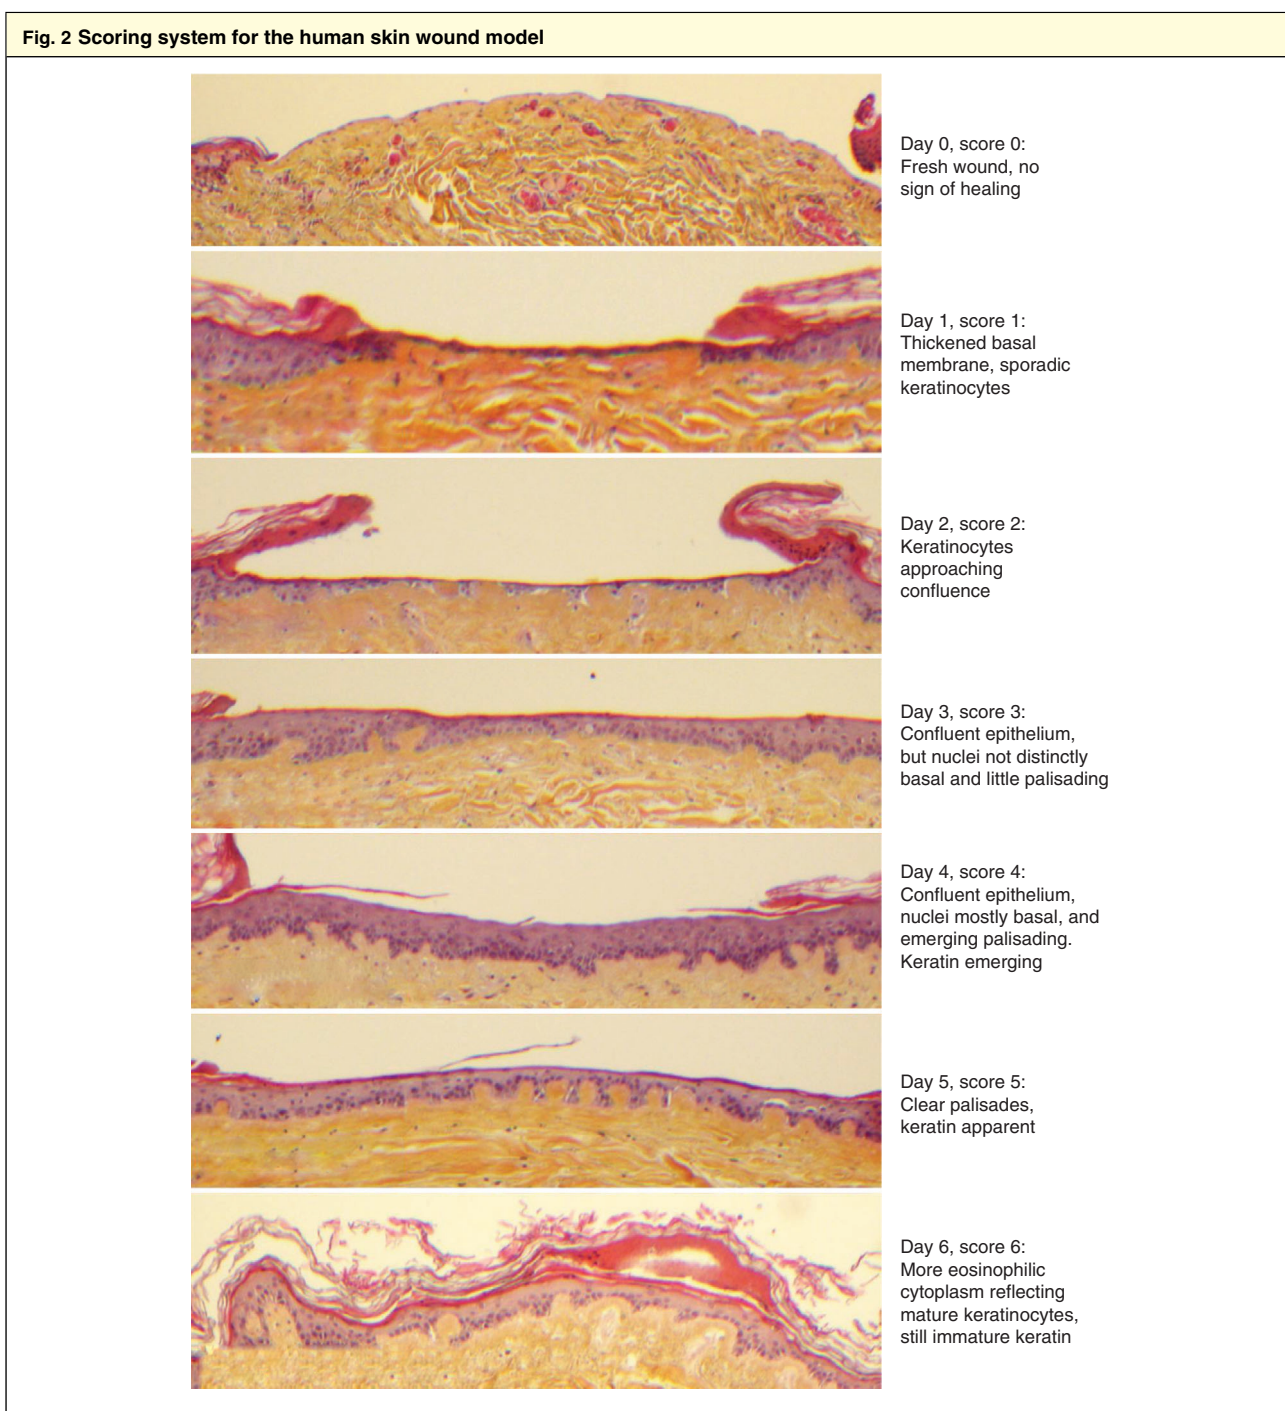 Fig. 2 Scoring system for the human skin wound model
Day 0, score 0:
Fresh wound, no
sign of healing
Day 1, score 1:
Thickened basal
membrane, sporadic
keratinocytes
Day 2, score 2:
Keratinocytes
approaching
confluence
Day 3, score 3:
Confluent epithelium,
but nuclei not distinctly
basal and little palisading
Day 4, score 4:
Confluent epithelium,
nuclei mostly basal, and
emerging palisading.
Keratin emerging
Day 5, score 5:
Clear palisades,
keratin apparent
Day 6, score 6:
More eosinophilic
cytoplasm reflecting
mature keratinocytes,
still immature keratin